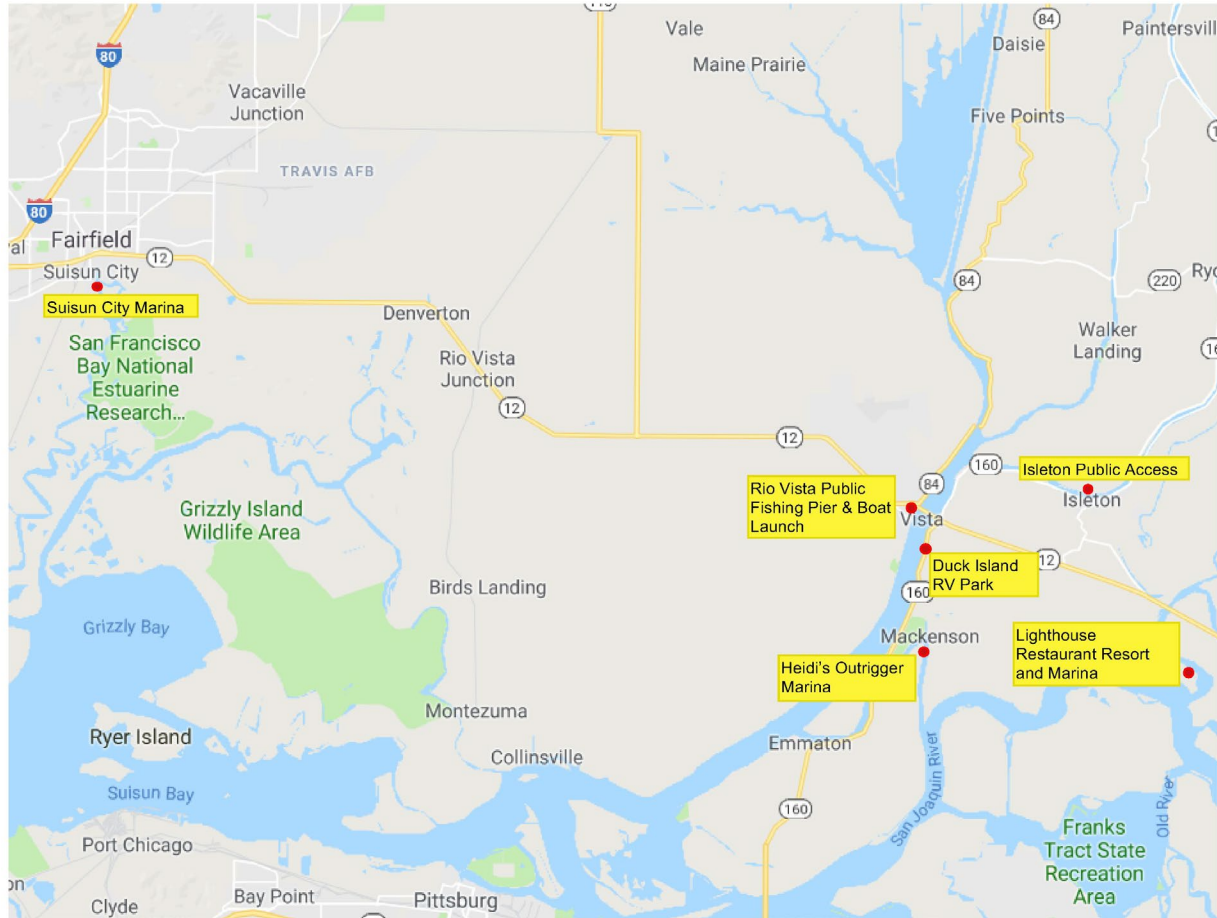 Vale
84
Daisie
Paintersvill
80
Maine Prairie
Vacaville
Junction
Five Points
TRAVIS AFB
80
Fairfield
al
12
Suisun City
84
220
Ryd
Suisun City Marina
Denverton
San Francisco
Bay National
Estuarine
Research...
Walker
Landing
Rio Vista
Junction
16
12
12
160
Isleton Public Access
Rio Vista Public
Fishing Pier & Boat
Launch
84
Isleton
Grizzly Island
Wildlife Area
Vista
Duck Island
RV Park
12
Birds Landing
160
Grizzly Bay
Mackenson
Lighthouse
Restaurant Resort
and Marina
Heidi's Outrigger
Marina
Montezuma
Ryer Island
Collinsville
Emmaton
San Joaquin River
Suisun Bay
160
Old River
Port Chicago
Franks
Tract State
Recreation
Area
on
Bay Point
Pittsburg
Clyde